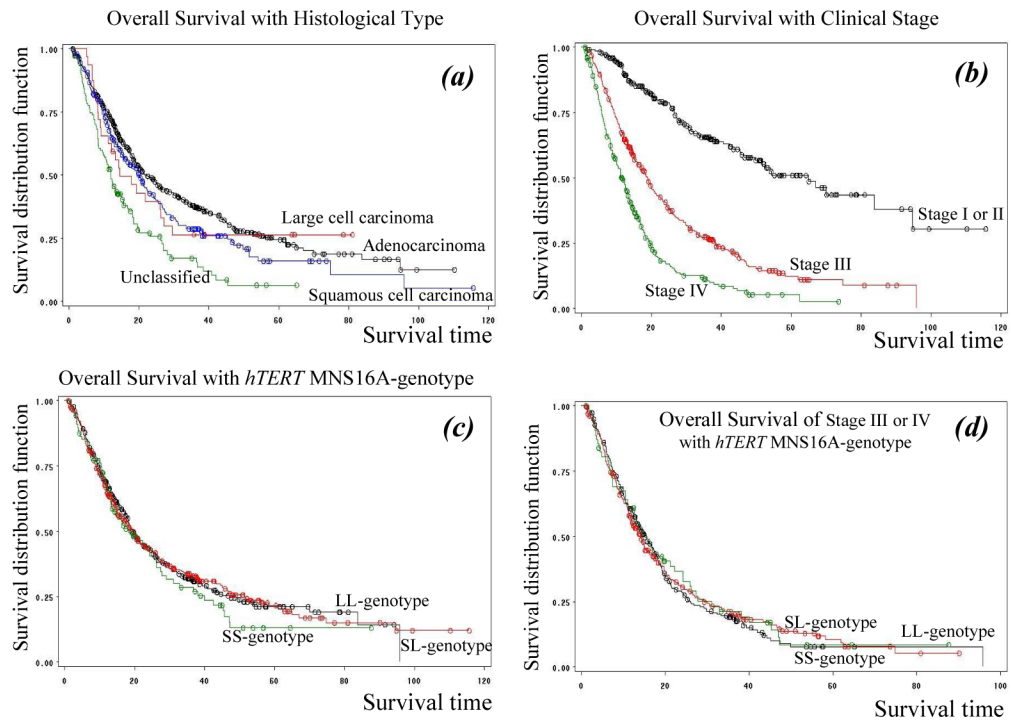 Overall Survival with Histological Type
(a)
Survival distribution function
1.00
0.75
0.50
0.25
0.00
Large cell carcinoma
Adenocarcinoma
Unclassified
Squamous cell carcinoma
0 20 40 60 80 100 120
Survival time
Overall Survival with Clinical Stage
(b)
Survival distribution function
1.00
0.75
0.50
0.25
0.00
Stage I or II
Stage III
Stage IV
0 20 40 60 80 100 120
Survival time
Overall Survival with hTERT MNS16A-genotype
(c)
Survival distribution function
1.00
0.75
0.50
0.25
0.00
LL-genotype
SS-genotype
SL-genotype
0 20 40 60 80 100 120
Survival time
Overall Survival of Stage III or IV
with hTERT MNS16A-genotype
(d)
Survival distribution function
1.00
0.75
0.50
0.25
0.00
SL-genotype
LL-genotype
SS-genotype
0 20 40 60 80 100
Survival time